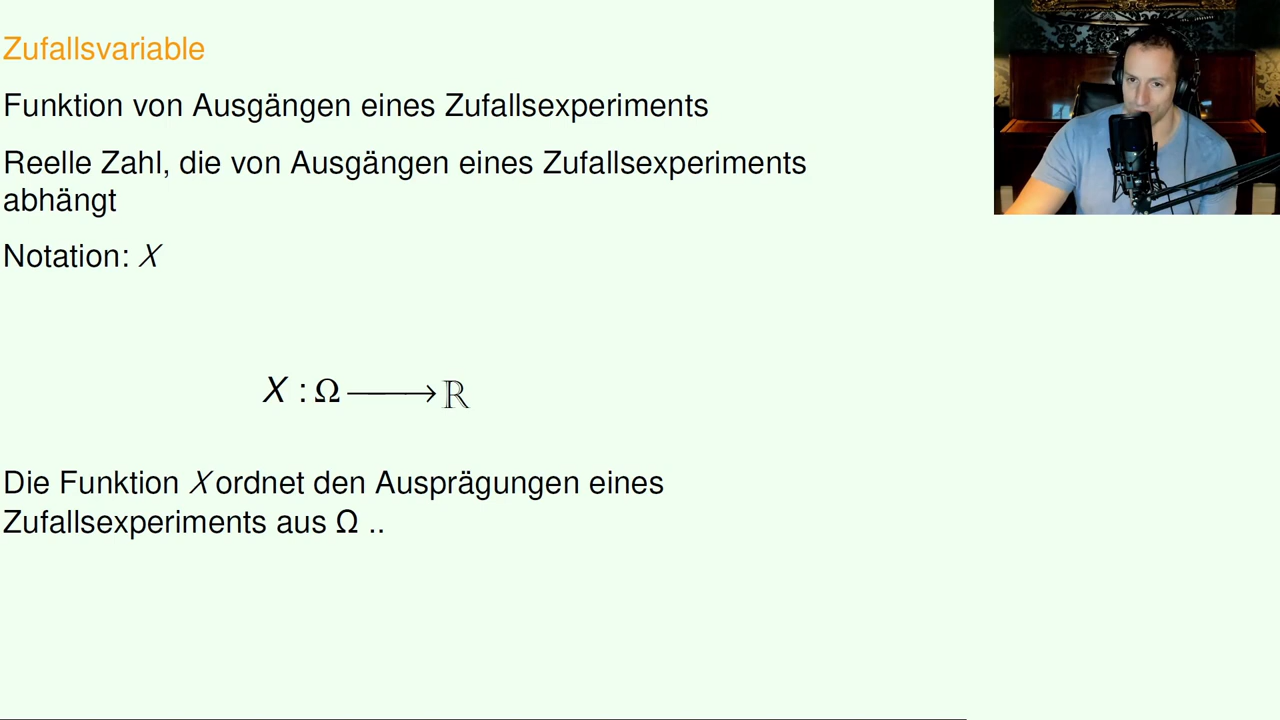 Zufallsvariable
Funktion von Ausgängen eines Zufallsexperiments
Reelle Zahl, die von Ausgängen eines Zufallsexperiments
abhängt
Notation: X
X : Ω ⟶ ℝ
Die Funktion X ordnet den Ausprägungen eines
Zufallsexperiments aus Ω ..